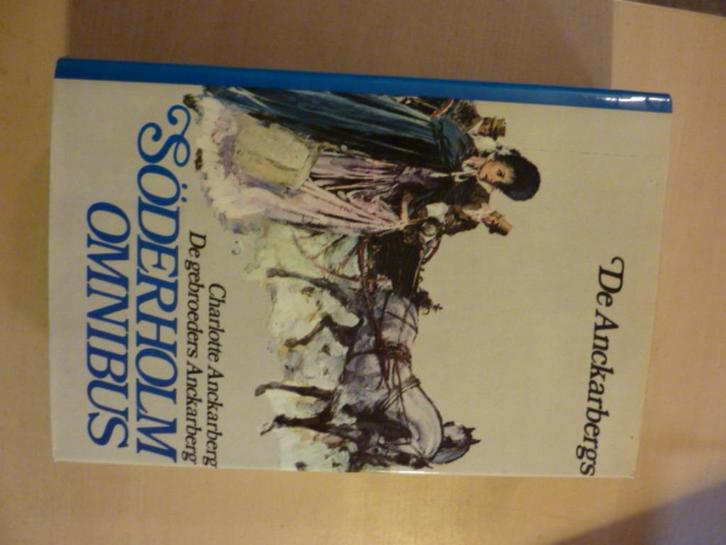 De Anckarbergs
Charlotte Anckarberg
De gebroeders Anckarberg
SÖDERHOLM
OMNIBUS